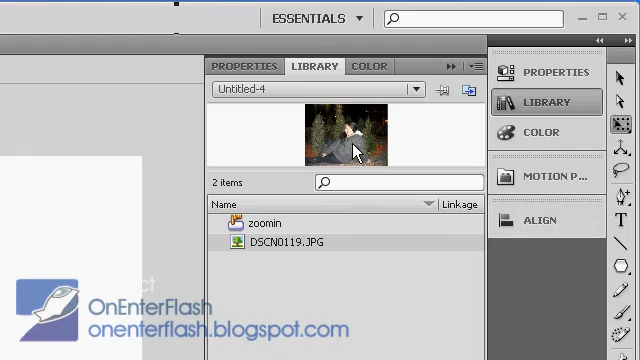 ESSENTIALS
PROPERTIES LIBRARY COLOR
Untitled-4
2 items
Name Linkage
zoomin
DSCN0119.JPG
PROPERTIES
LIBRARY
COLOR
MOTION P...
ALIGN
T
OnEnterFlash
onenterflash.blogspot.com